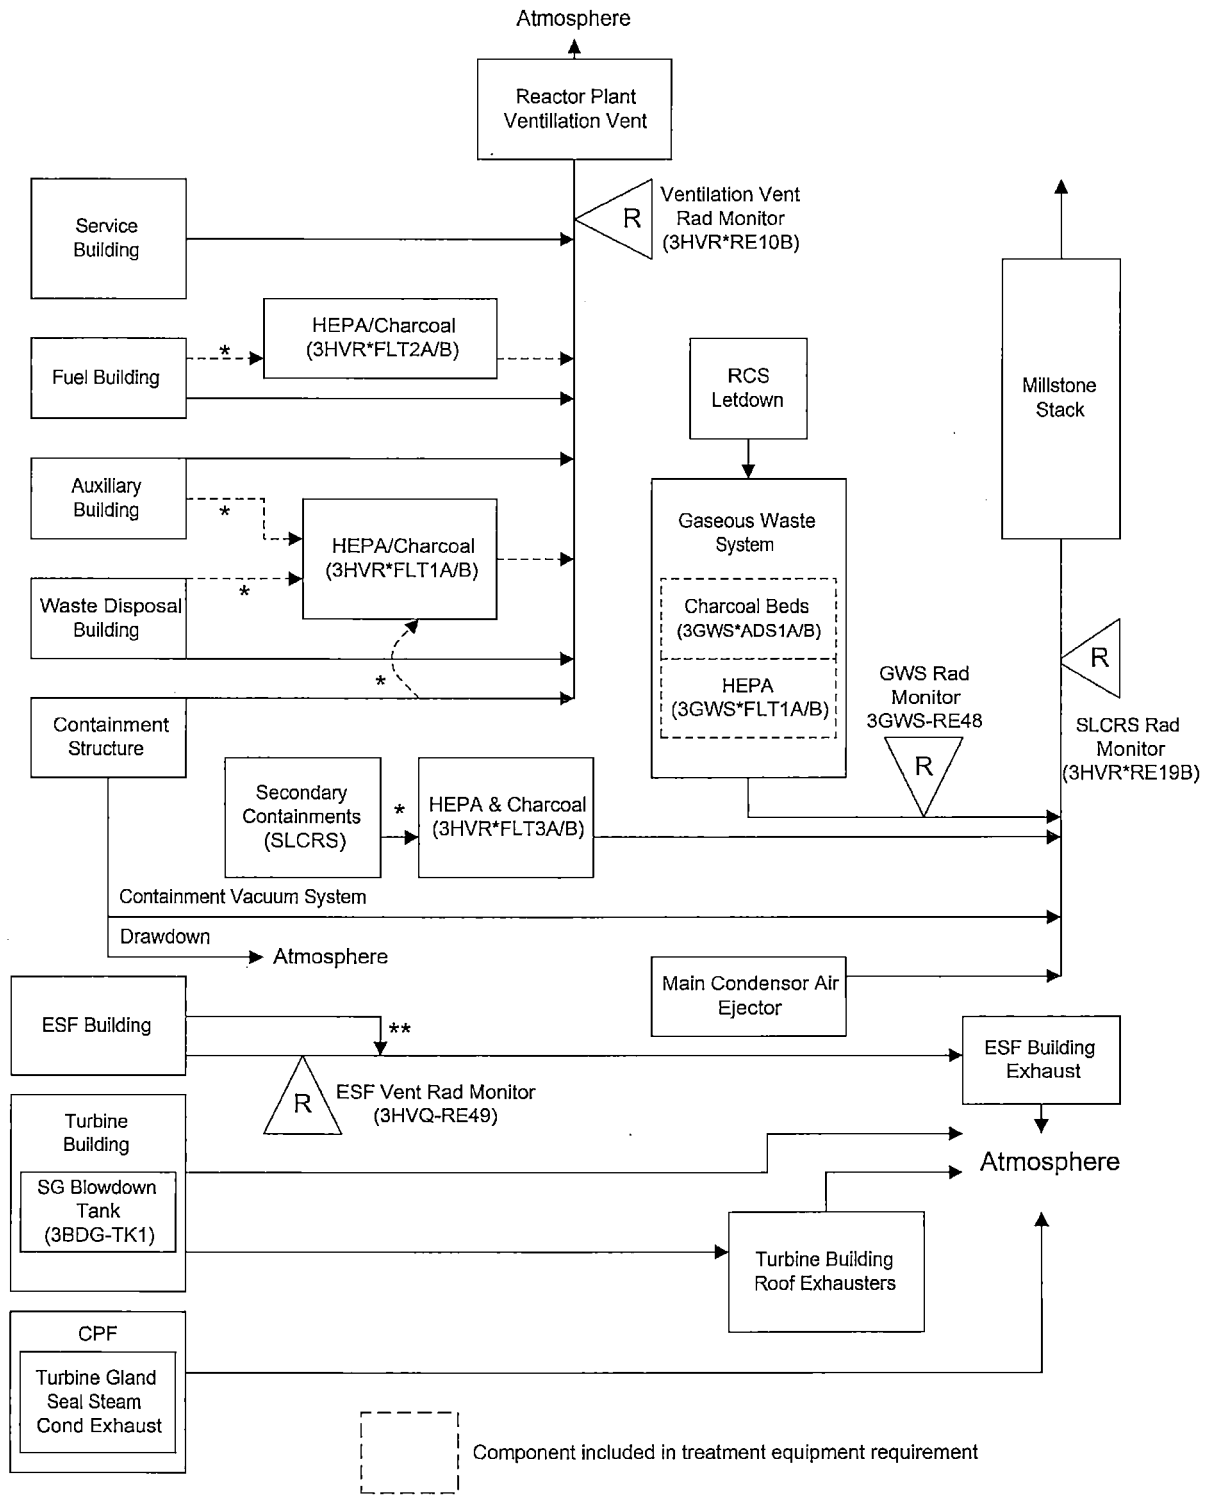 Atmosphere
Reactor Plant
Ventillation Vent
Ventilation Vent
Rad Monitor
(3HVR*RE10B)
R
Service
Building
HEPA/Charcoal
(3HVR*FLT2A/B)
*
Fuel Building
RCS
Letdown
Millstone
Stack
Auxiliary
Building
*
HEPA/Charcoal
(3HVR*FLT1A/B)
Gaseous Waste
System
Waste Disposal
Building
*
Charcoal Beds
(3GWS*ADS1A/B)
HEPA
(3GWS*FLT1A/B)
*
R
GWS Rad
Monitor
3GWS-RE48
R
SLCRS Rad
Monitor
(3HVR*RE19B)
Containment
Structure
Secondary
Containments
(SLCRS)
*
HEPA & Charcoal
(3HVR*FLT3A/B)
Containment Vacuum System
Drawdown
Atmosphere
Main Condensor Air
Ejector
ESF Building
**
ESF Building
Exhaust
R
ESF Vent Rad Monitor
(3HVQ-RE49)
Turbine
Building
SG Blowdown
Tank
(3BDG-TK1)
Atmosphere
Turbine Building
Roof Exhausters
CPF
Turbine Gland
Seal Steam
Cond Exhaust
Component included in treatment equipment requirement